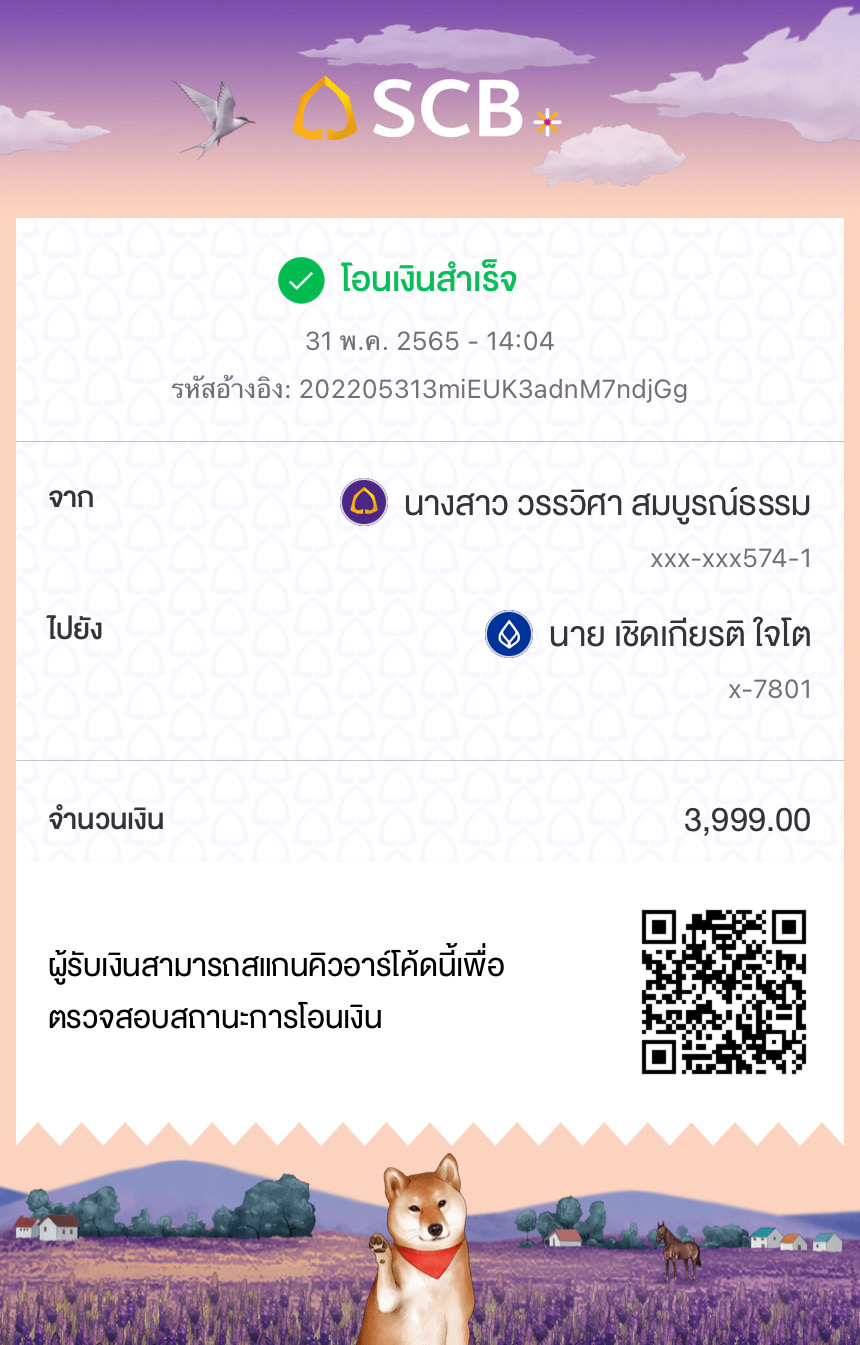 SCB
โอนเงินสำเร็จ
31 พ.ค. 2565 - 14:04
รหัสอ้างอิง: 202205313miEUK3adnM7ndjGg
จาก
นางสาว วรรวิศา สมบูรณ์ธรรม
xxx-xxx574-1
ไปยัง
นาย เชิดเกียรติ ใจโต
x-7801
จำนวนเงิน
3,999.00
ผู้รับเงินสามารถสแกนคิวอาร์โค้ดนี้เพื่อ
ตรวจสอบสถานะการโอนเงิน